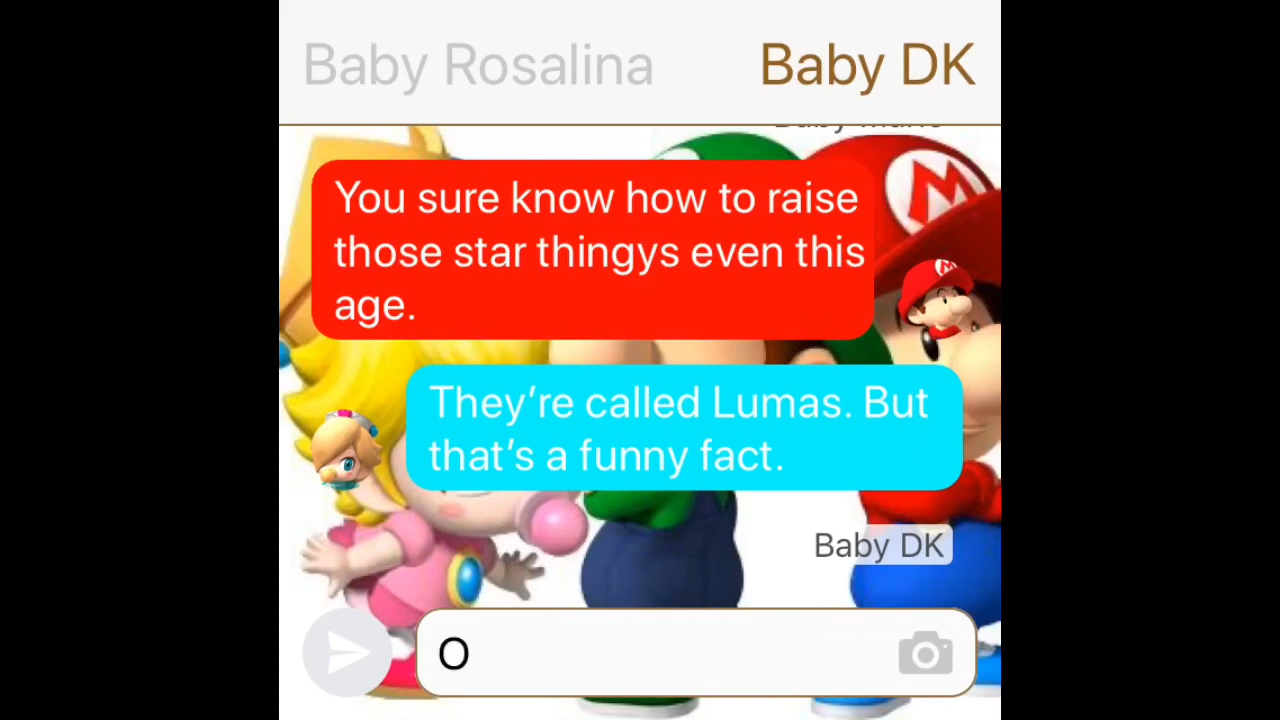 Baby Rosalina Baby DK
You sure know how to raise
those star thingys even this
age.
They’re called Lumas. But
that’s a funny fact.
Baby DK
O